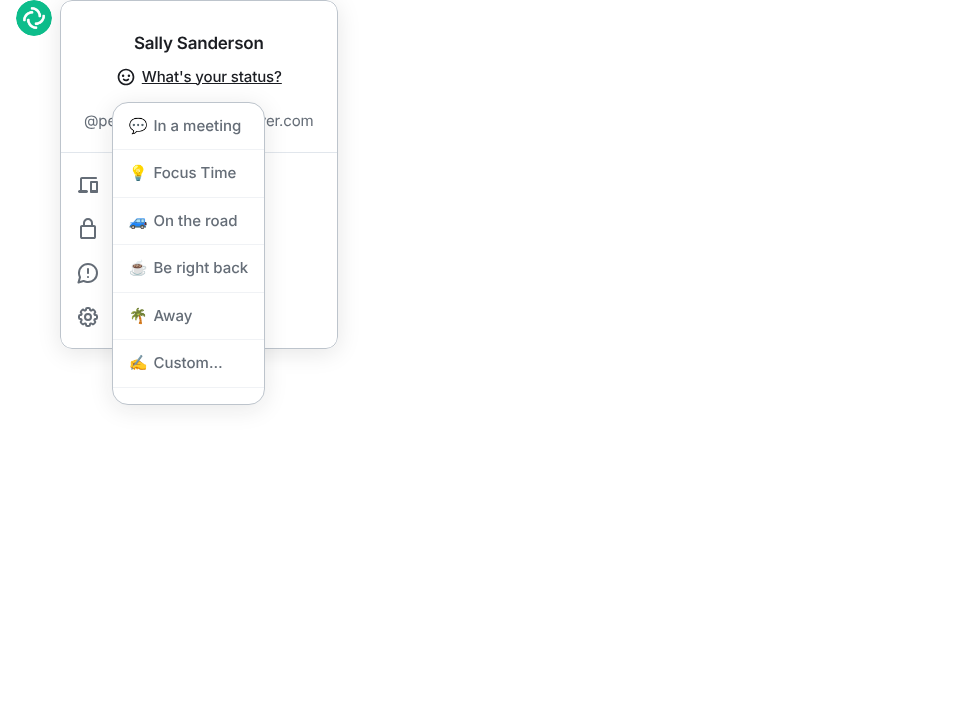 Sally Sanderson
What's your status?
@pe
er.com
💬 In a meeting
💡 Focus Time
🚙 On the road
☕ Be right back
🌴 Away
✍️ Custom...